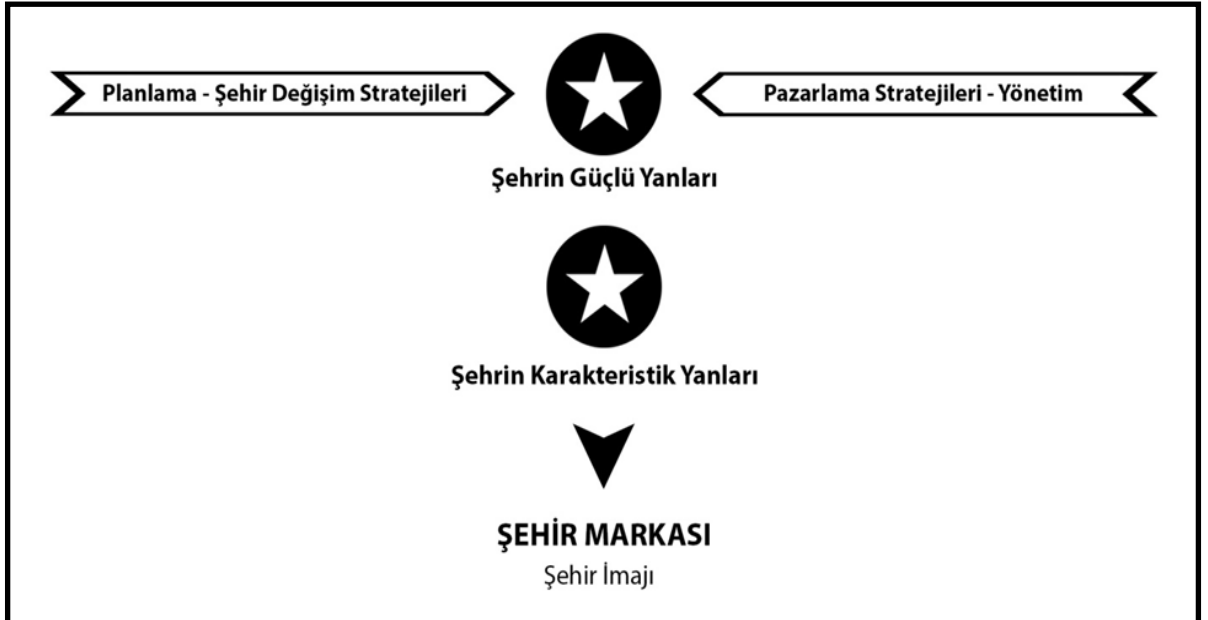 Planlama - Şehir Değişim Stratejileri
Pazarlama Stratejileri - Yönetim
Şehrin Güçlü Yanları
Şehrin Karakteristik Yanları
ŞEHİR MARKASI
Şehir İmajı